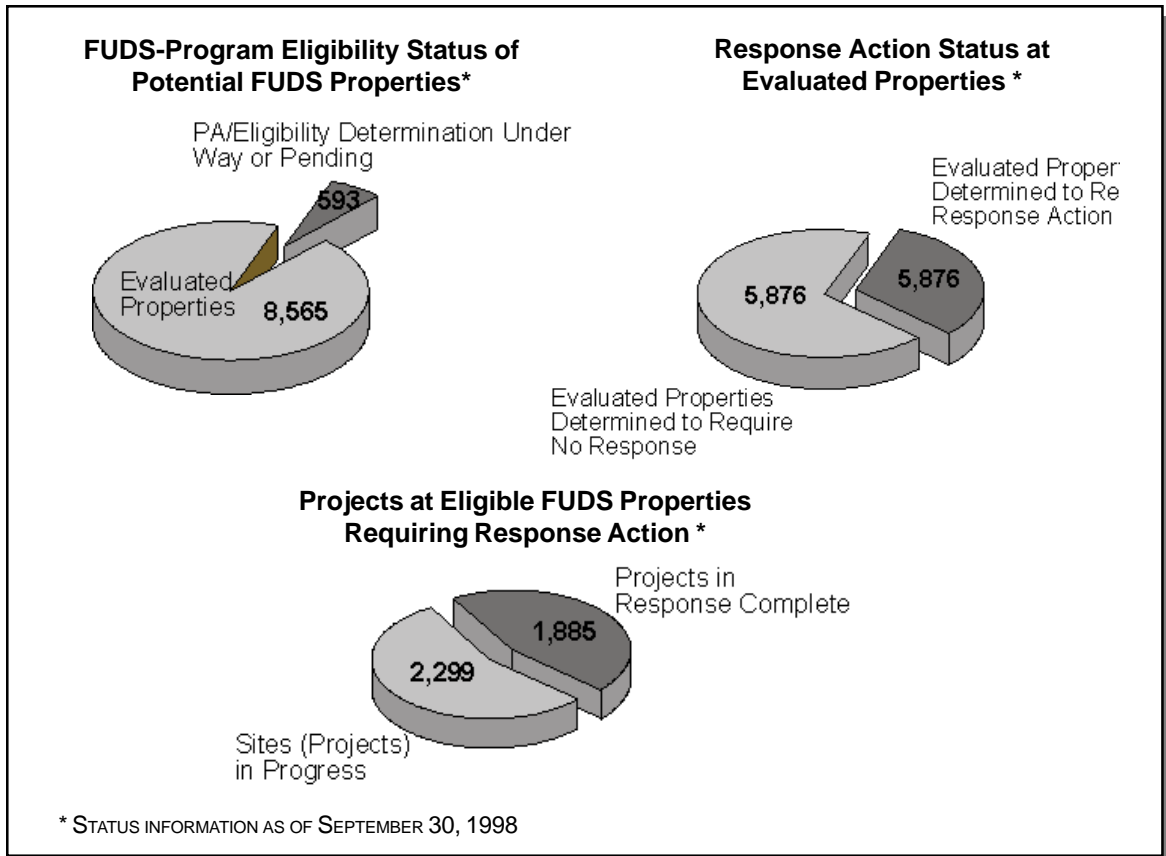 FUDS-Program Eligibility Status of
Potential FUDS Properties*
PA/Eligibility Determination Under
Way or Pending
593
Evaluated
Properties
8,565
Response Action Status at
Evaluated Properties *
Evaluated Proper
Determined to Re
Response Action
5,876
5,876
Evaluated Properties
Determined to Require
No Response
Projects at Eligible FUDS Properties
Requiring Response Action *
Projects in
Response Complete
1,885
2,299
Sites (Projects)
in Progress
* STATUS INFORMATION AS OF SEPTEMBER 30, 1998